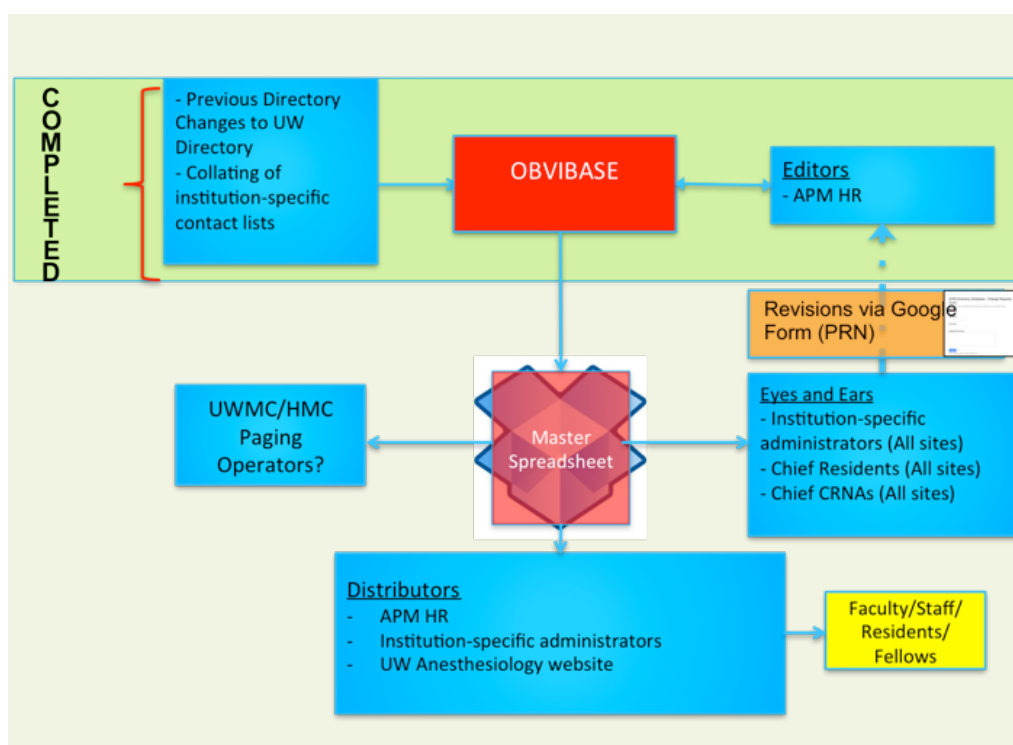 COMPLETED
- Previous Directory
Changes to UW
Directory
- Collating of
institution-specific
contact lists
OBVIBASE
Editors
- APM HR
Revisions via Google
Form (PRN)
UWMC/HMC
Paging
Operators?
Master
Spreadsheet
Eyes and Ears
- Institution-specific
administrators (All sites)
- Chief Residents (All sites)
- Chief CRNAs (All sites)
Distributors
- APM HR
- Institution-specific administrators
- UW Anesthesiology website
Faculty/Staff/
Residents/
Fellows